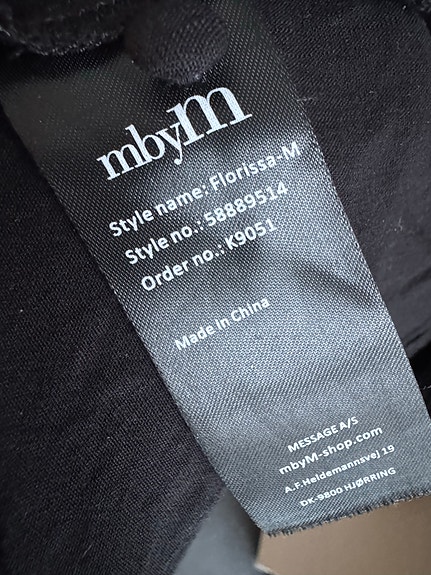 mbyM
Style name: Florissa-M
Style no.: 58889514
Order no.: K9051
Made in China
MESSAGE A/S
mbyM-shop.com
A.F.Heidemannsvej 19
DK-9800 HJØRRING